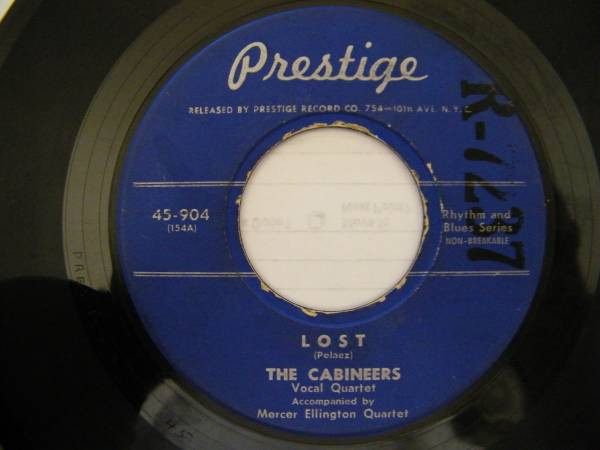 Prestige
RELEASED BY PRESTIGE RECORD CO. 754—10TH AVE. N. Y. C.
45-904
(154A)
Rhythm and
Blues Series
NON-BREAKABLE
LOST
(Pelaez)
THE CABINEERS
Vocal Quartet
Accompanied by
Mercer Ellington Quartet
45